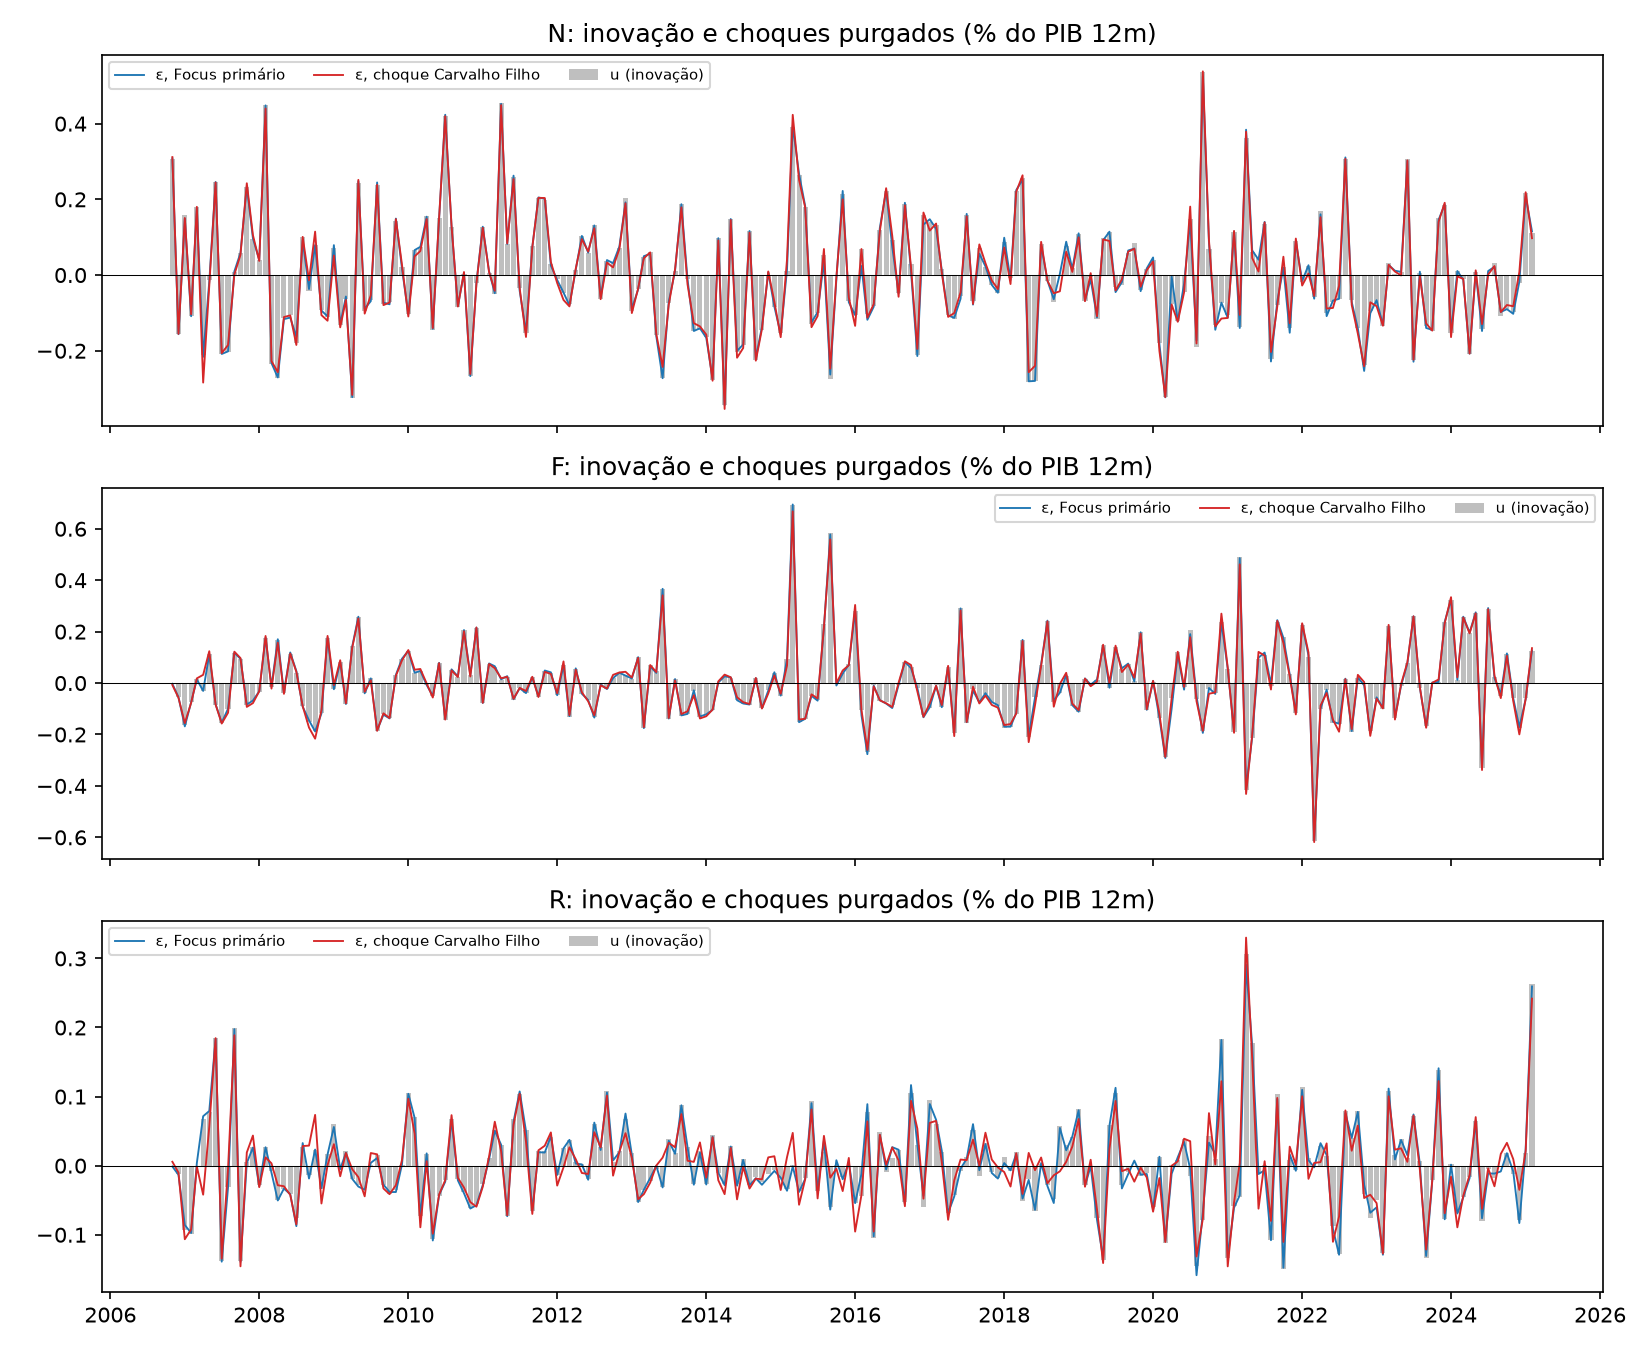 N: inovação e choques purgados (% do PIB 12m)
ε, Focus primário
ε, choque Carvalho Filho
u (inovação)
0.4
0.2
0.0
−0.2
F: inovação e choques purgados (% do PIB 12m)
ε, Focus primário
ε, choque Carvalho Filho
u (inovação)
0.6
0.4
0.2
0.0
−0.2
−0.4
−0.6
R: inovação e choques purgados (% do PIB 12m)
ε, Focus primário
ε, choque Carvalho Filho
u (inovação)
0.3
0.2
0.1
0.0
−0.1
2006 2008 2010 2012 2014 2016 2018 2020 2022 2024 2026